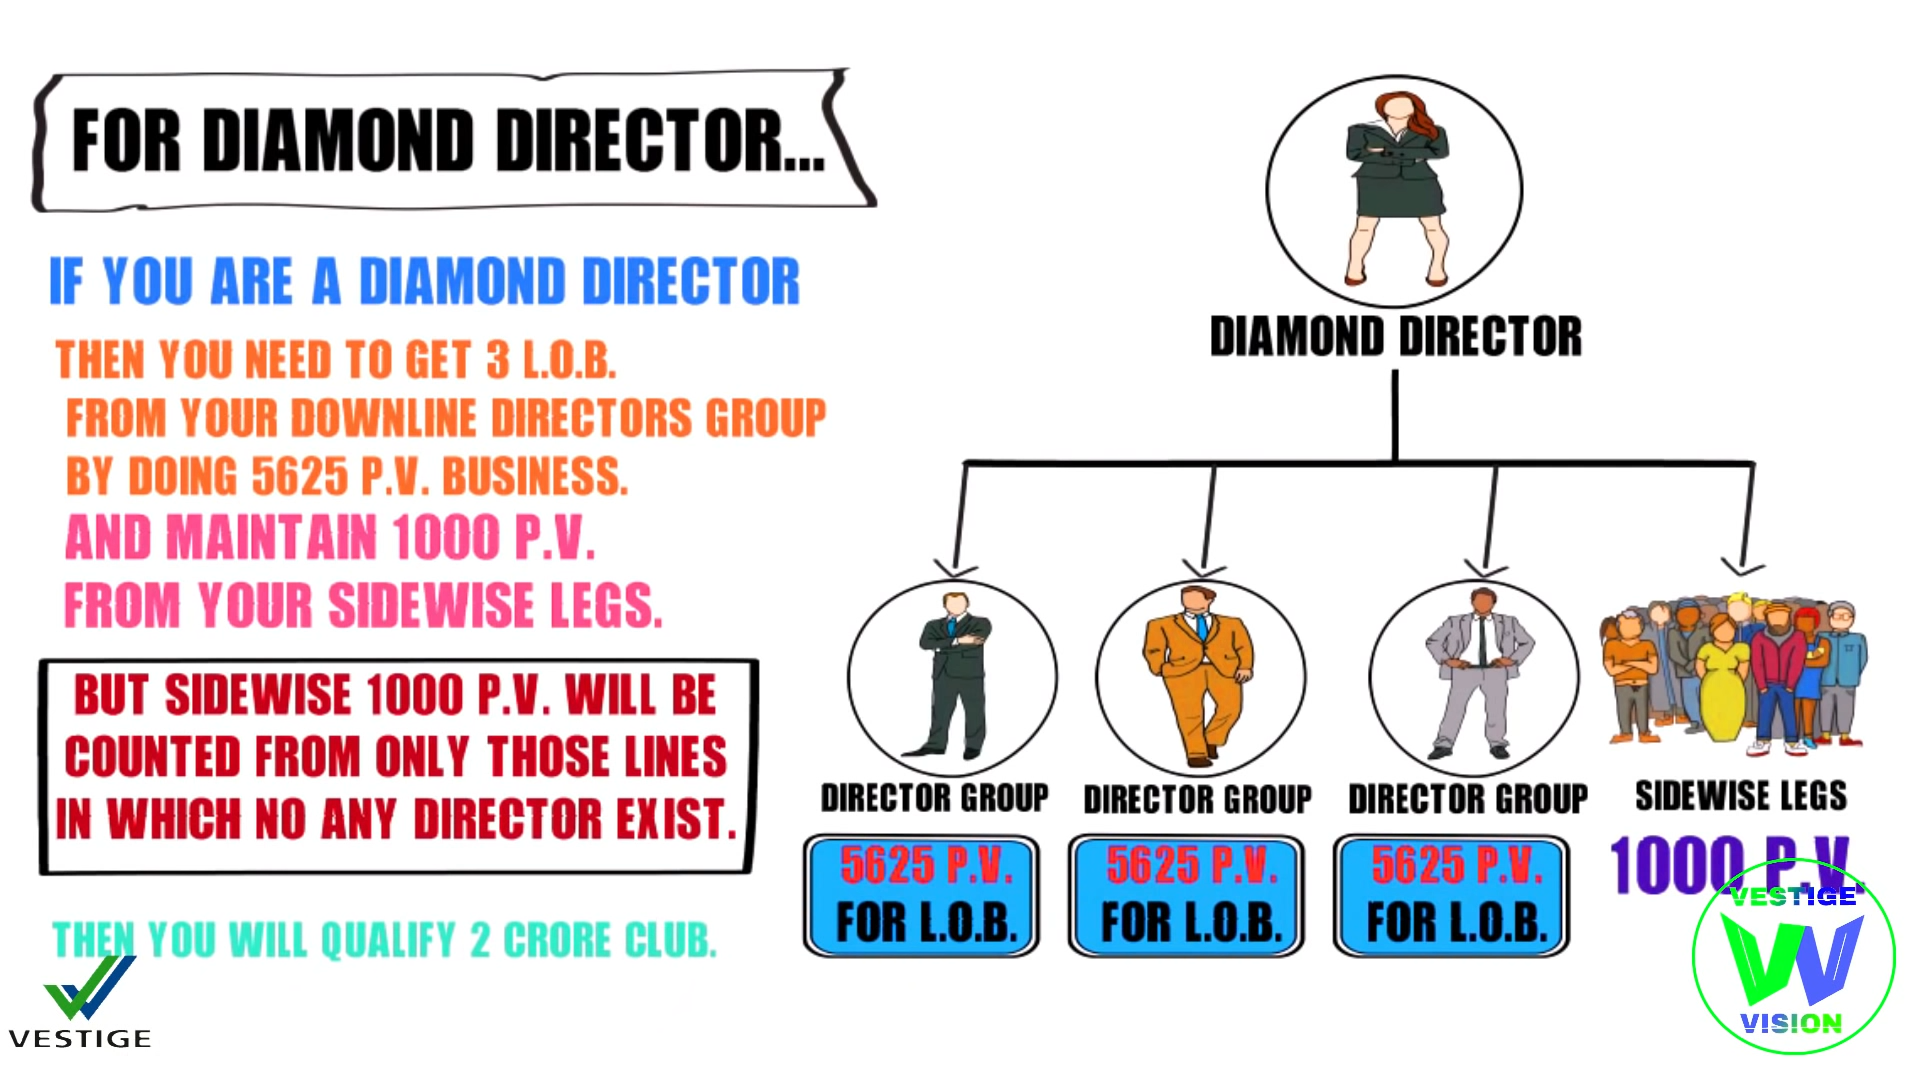 FOR DIAMOND DIRECTOR...
IF YOU ARE A DIAMOND DIRECTOR
THEN YOU NEED TO GET 3 L.O.B.
FROM YOUR DOWNLINE DIRECTORS GROUP
BY DOING 5625 P.V. BUSINESS.
AND MAINTAIN 1000 P.V.
FROM YOUR SIDEWISE LEGS.
BUT SIDEWISE 1000 P.V. WILL BE
COUNTED FROM ONLY THOSE LINES
IN WHICH NO ANY DIRECTOR EXIST.
THEN YOU WILL QUALIFY 2 CRORE CLUB.
VESTIGE
DIAMOND DIRECTOR
DIRECTOR GROUP
DIRECTOR GROUP
DIRECTOR GROUP
SIDEWISE LEGS
5625 P.V.
FOR L.O.B.
5625 P.V.
FOR L.O.B.
5625 P.V.
FOR L.O.B.
1000 P.V.
VESTIGE
VISION